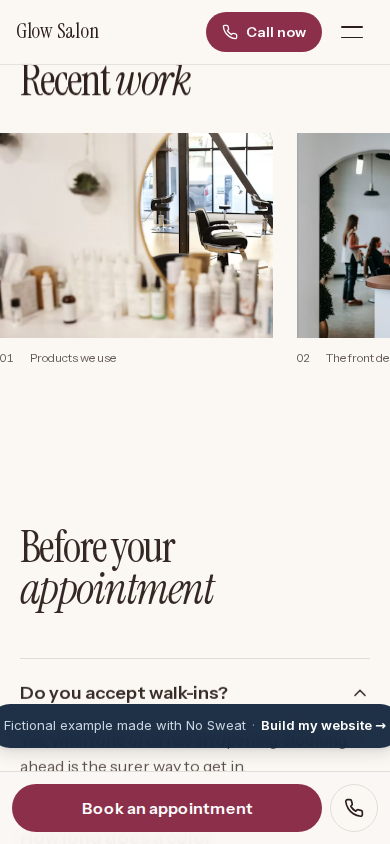 Glow Salon
Call now
Recent work
01 Products we use
02 The front de
Before your
appointment
Do you accept walk-ins?
Fictional example made with No Sweat · Build my website →
ahead is the surer way to get in.
Book an appointment